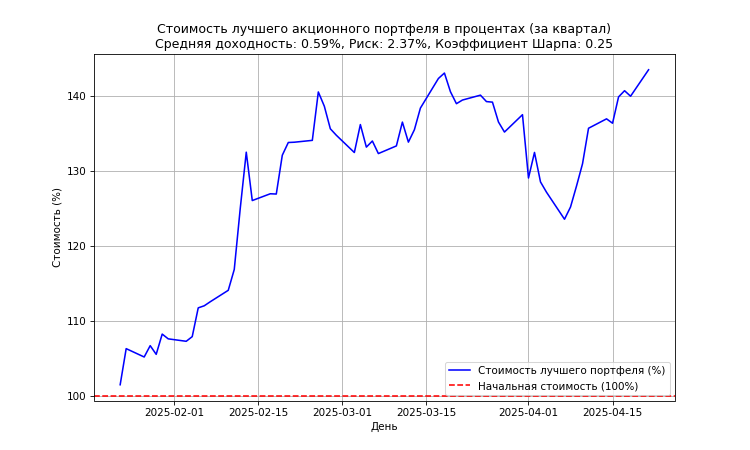 Стоимость лучшего акционного портфеля в процентах (за квартал)
Средняя доходность: 0.59%, Риск: 2.37%, Коэффициент Шарпа: 0.25
Стоимость (%)
140
130
120
110
100
Стоимость лучшего портфеля (%)
Начальная стоимость (100%)
2025-02-01
2025-02-15
2025-03-01
2025-03-15
2025-04-01
2025-04-15
День